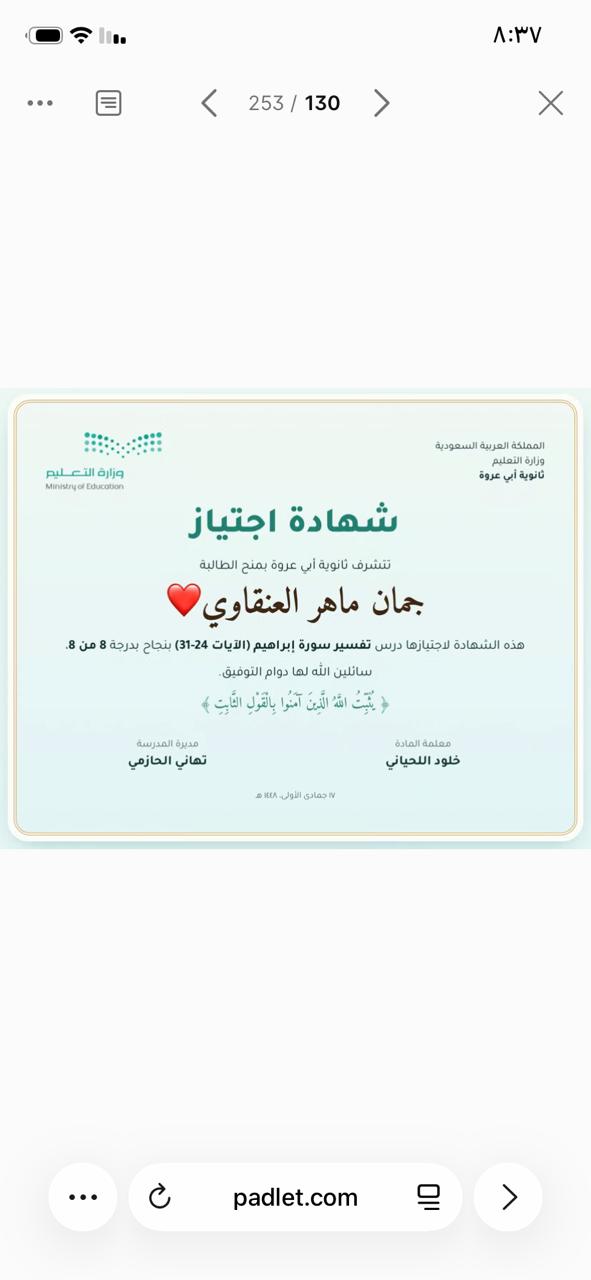 ٨:٣٧
253 / 130
وزارة التعـــليم
Ministry of Education
المملكة العربية السعودية
وزارة التعليم
ثانوية أبي عروة
شهادة اجتياز
تتشرف ثانوية أبي عروة بمنح الطالبة
جمان ماهر العنقاوي❤️
هذه الشهادة لاجتيازها درس تفسير سورة إبراهيم (الآيات 24-31) بنجاح بدرجة 8 من 8.
سائلين الله لها دوام التوفيق.
﴿ يُثَبِّتُ اللَّهُ الَّذِينَ آمَنُوا بِالْقَوْلِ الثَّابِتِ ﴾
معلمة المادة
خلود اللحياني
مديرة المدرسة
تهاني الحازمي
١٧ جمادى الأولى، ١٤٤٨ هـ
padlet.com